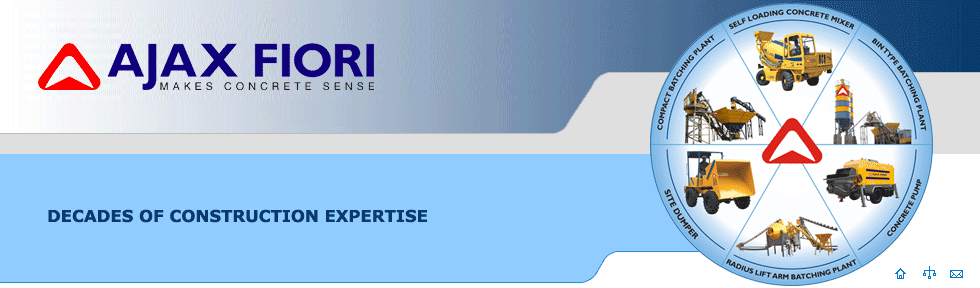 AJAX FIORI
MAKES CONCRETE SENSE
DECADES OF CONSTRUCTION EXPERTISE
SELF LOADING CONCRETE MIXER
BIN TYPE BATCHING PLANT
CONCRETE PUMP
RADIUS LIFT ARM BATCHING PLANT
SITE DUMPER
COMPACT BATCHING PLANT